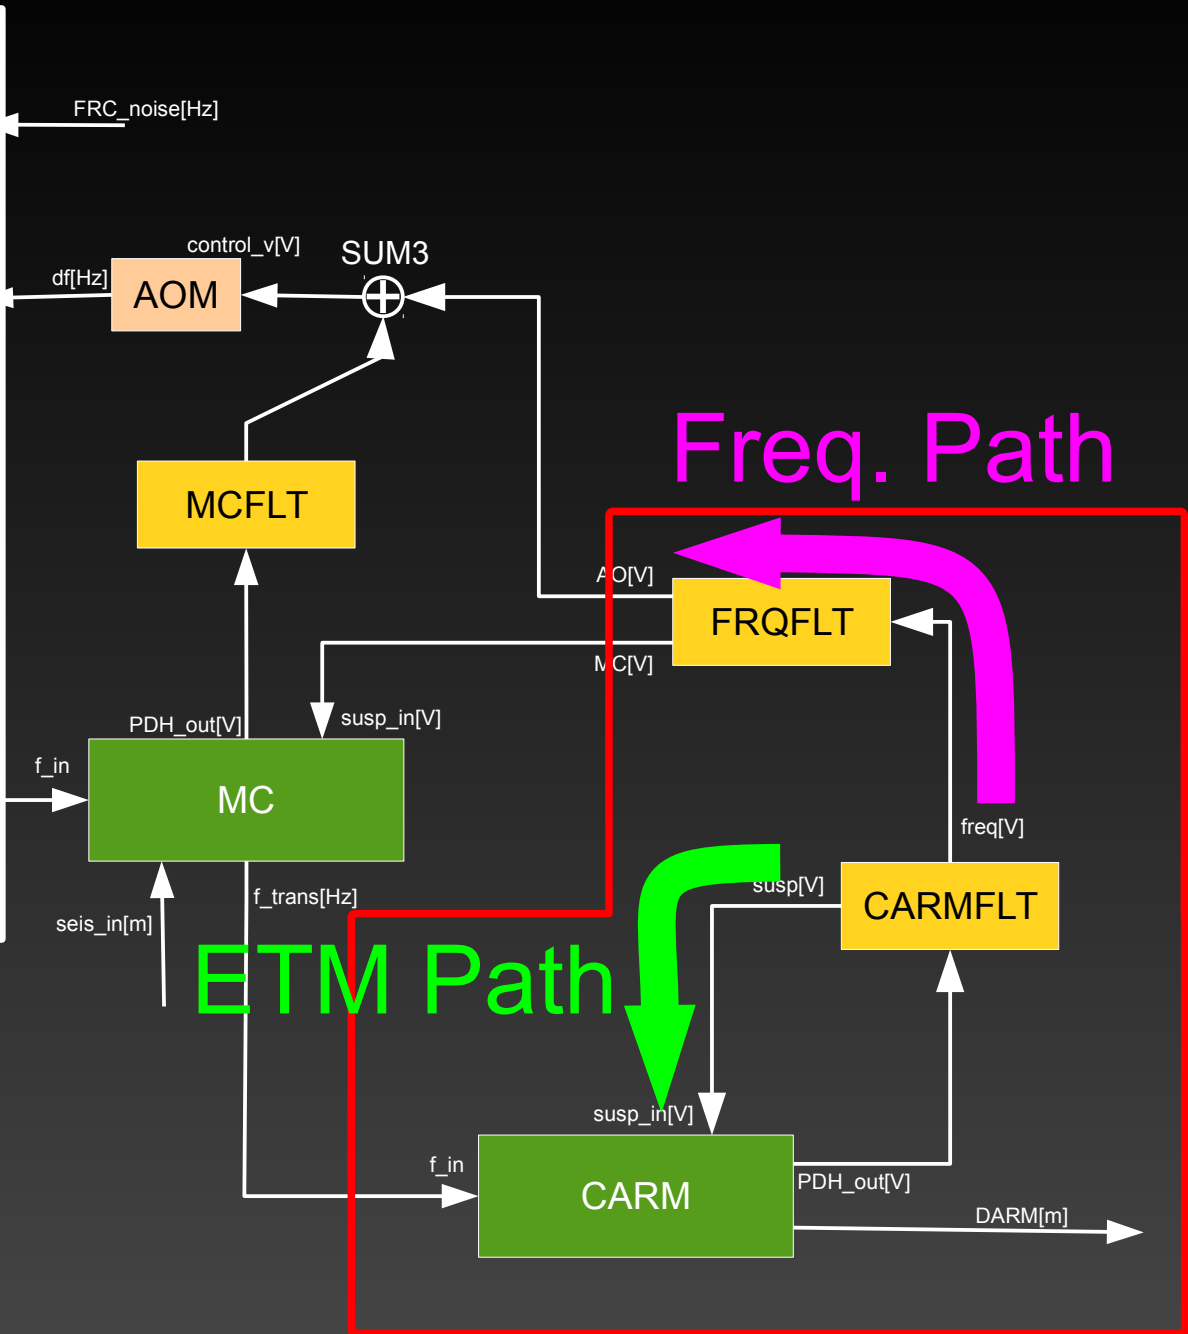 FRC_noise[Hz]
control_v[V]
SUM3
df[Hz]
AOM
Freq. Path
MCFLT
AO[V]
FRQFLT
MC[V]
susp_in[V]
PDH_out[V]
f_in
MC
freq[V]
f_trans[Hz]
susp[V]
CARMFLT
seis_in[m]
ETM Path
susp_in[V]
f_in
CARM
PDH_out[V]
DARM[m]